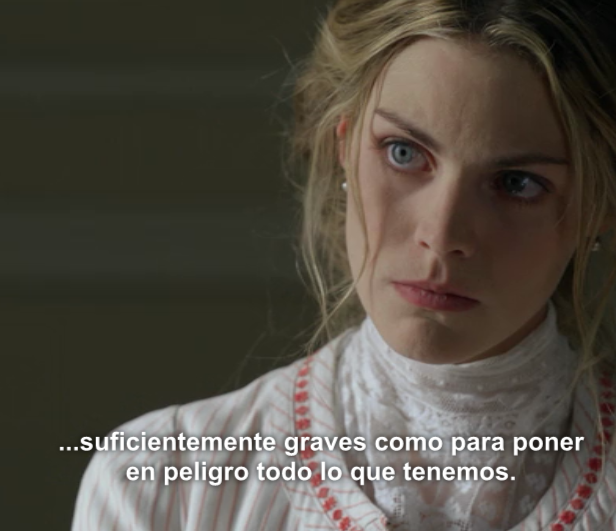 ...suficientemente graves como para poner
en peligro todo lo que tenemos.